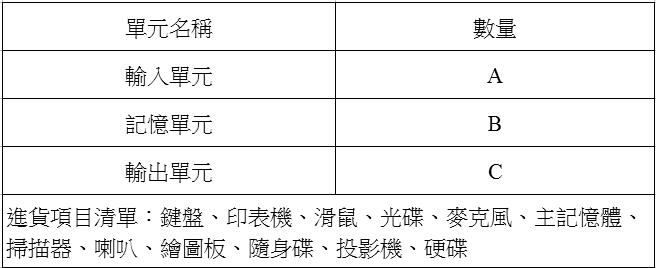 單元名稱 數量
輸入單元 A
記憶單元 B
輸出單元 C
進貨項目清單：鍵盤、印表機、滑鼠、光碟、麥克風、主記憶體、
掃描器、喇叭、繪圖板、隨身碟、投影機、硬碟